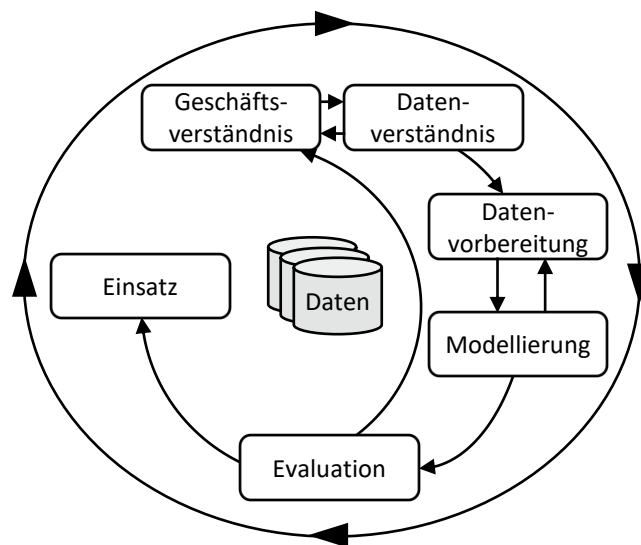 Geschäfts-
verständnis
Daten-
verständnis
Daten-
vorbereitung
Einsatz
Daten
Modellierung
Evaluation